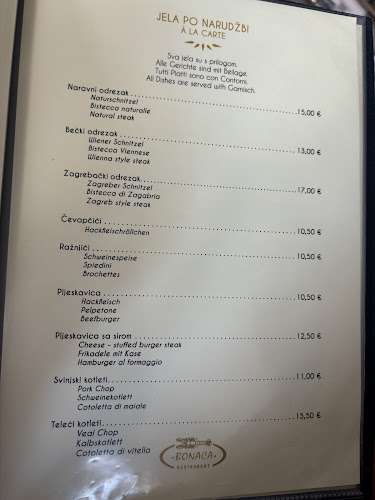 JELA PO NARUDŽBI
À LA CARTE
Sva jela su s prilogom.
Alle Gerichte sind mit Beilage.
Tutti Piatti sono con Contorni.
All Dishes are served with Garnisch.
Naravni odrezak 15,00 €
Naturschnitzel
Bistecca naturalle
Natural steak
Bečki odrezak 13,00 €
Wiener Schnitzel
Bistecca Viennese
Wienna style steak
Zagrebački odrezak 17,00 €
Zagreber Schnitzel
Bistecca di Zagabria
Zagreb style steak
Čevapčići 10,50 €
Hackfleischröllchen
Ražnjići 10,50 €
Schweinespeise
Spiedini
Brochettes
Pljeskavica 10,50 €
Hackfleisch
Pelpetone
Beefburger
Pljeskavica sa sirom 12,50 €
Cheese - stuffed burger steak
Frikadele mit Kase
Hamburger al formaggio
Svinjski kotleti 11,00 €
Pork Chop
Schweinekotlett
Cotoletta di maiale
Teleći kotleti 15,50 €
Veal Chop
Kalbskotlett
Cotoletta di vitello
BONACA
RESTAURANT